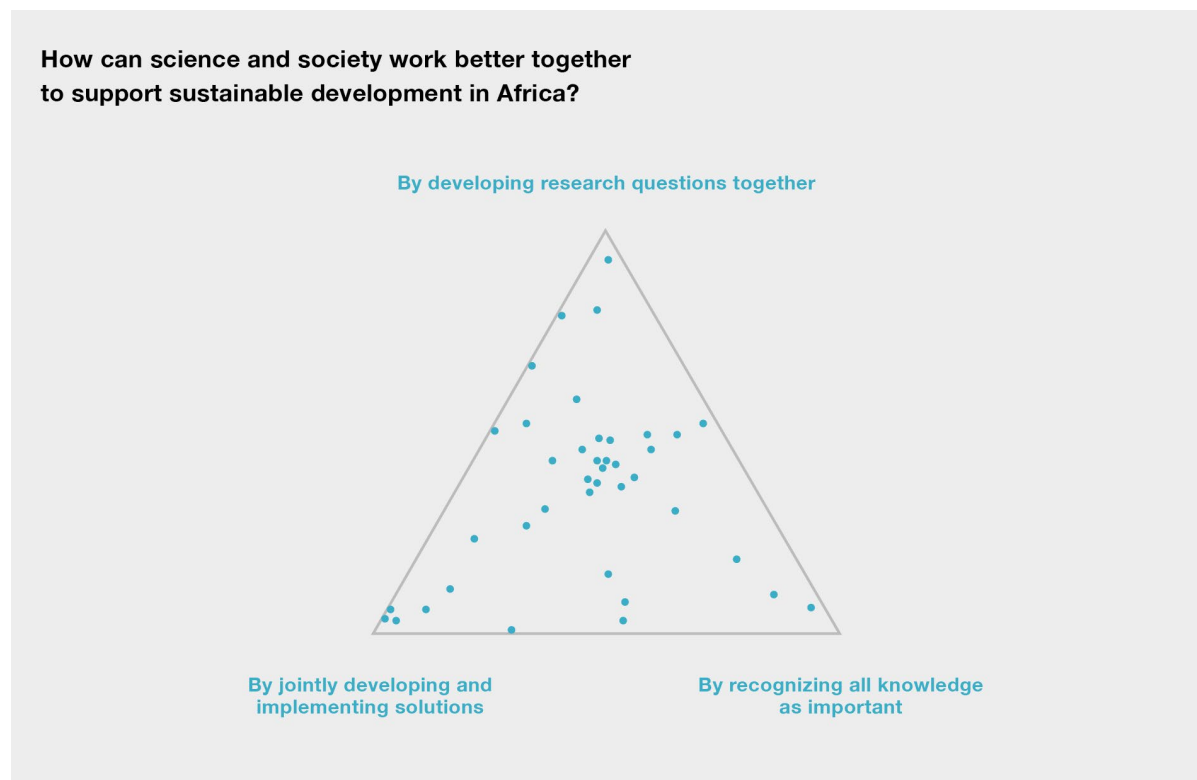 How can science and society work better together
to support sustainable development in Africa?
By developing research questions together
By jointly developing and
implementing solutions
By recognizing all knowledge
as important